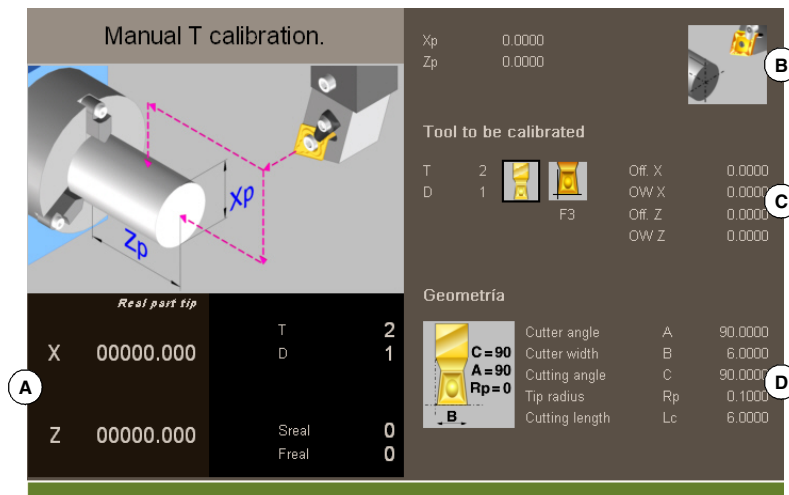 Manual T calibration.
Xp
Zp
Real part tip
X 00000.000
Z 00000.000
T 2
D 1
Sreal 0
Freal 0
A
Xp 0.0000
Zp 0.0000
B
Tool to be calibrated
T 2
D 1
F3
Off. X 0.0000
OW X 0.0000
Off. Z 0.0000
OW Z 0.0000
C
Geometría
C=90
A=90
Rp=0
B
Cutter angle A 90.0000
Cutter width B 6.0000
Cutting angle C 90.0000
Tip radius Rp 0.1000
Cutting length Lc 6.0000
D